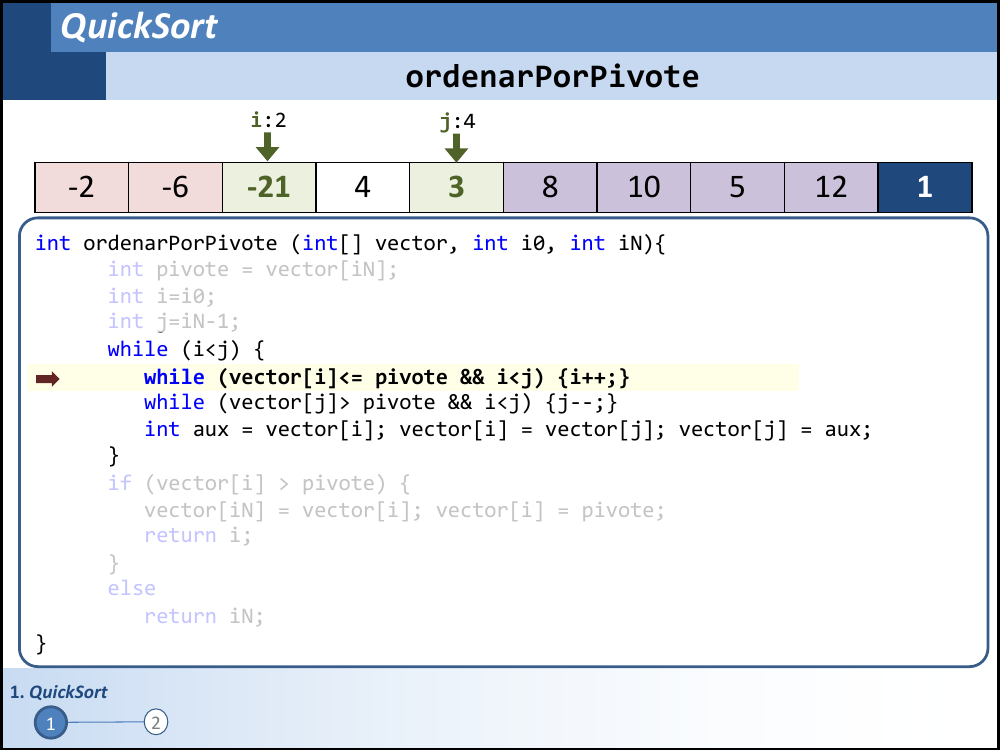 QuickSort
ordenarPorPivote
i:2 j:4
-2 -6 -21 4 3 8 10 5 12 1
int ordenarPorPivote (int[] vector, int i0, int iN){
int pivote = vector[iN];
int i=i0;
int j=iN-1;
while (i<j) {
while (vector[i]<= pivote && i<j) {i++;}
while (vector[j]> pivote && i<j) {j--;}
int aux = vector[i]; vector[i] = vector[j]; vector[j] = aux;
}
if (vector[i] > pivote) {
vector[iN] = vector[i]; vector[i] = pivote;
return i;
}
else
return iN;
}
1. QuickSort
1 2